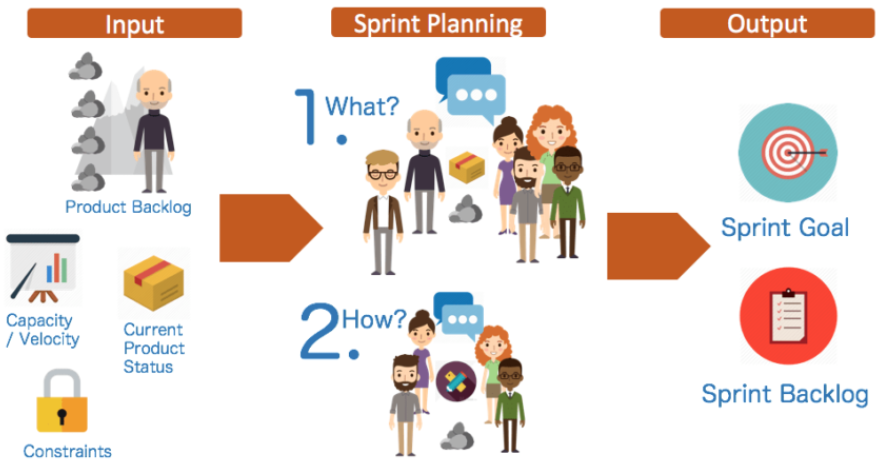 Input
Sprint Planning
Output
Product Backlog
Capacity
/ Velocity
Current
Product
Status
Constraints
1.
What?
2.
How?
Sprint Goal
Sprint Backlog